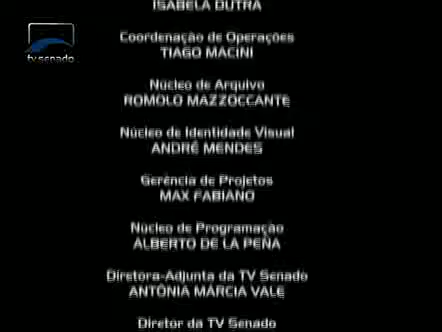 ISABELA DUTRA
Coordenação de Operações
TIAGO MACINI
tv senado
Núcleo de Arquivo
ROMOLO MAZZOCCANTE
Núcleo de Identidade Visual
ANDRÉ MENDES
Gerência de Projetos
MAX FABIANO
Núcleo de Programação
ALBERTO DE LA PEÑA
Diretora-Adjunta da TV Senado
ANTÔNIA MÁRCIA VALE
Diretor da TV Senado